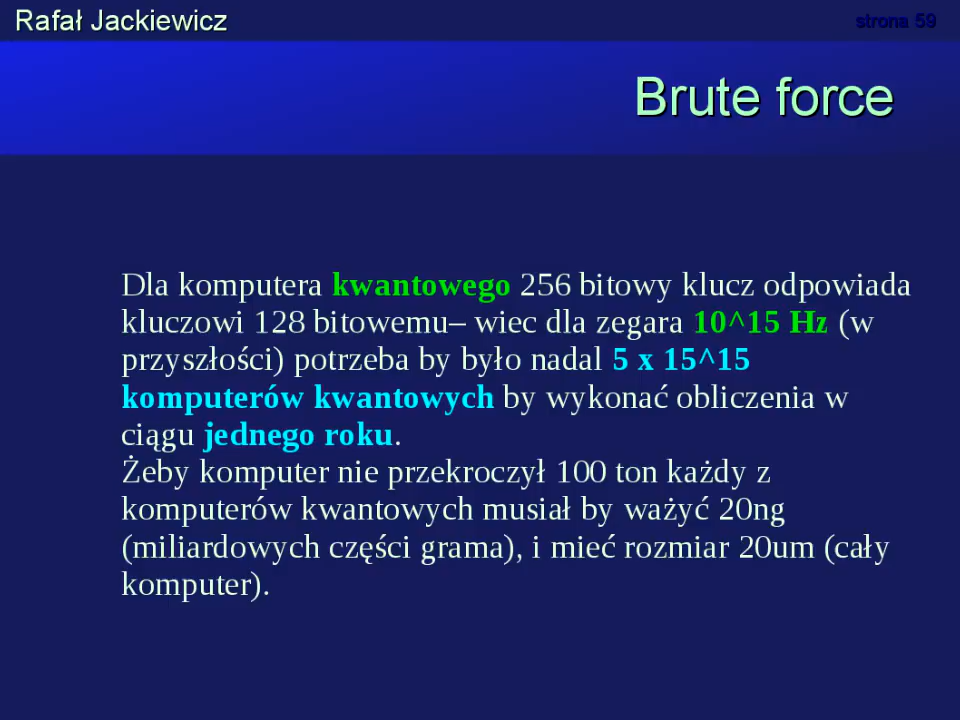 Rafał Jackiewicz
strona 59
Brute force
Dla komputera kwantowego 256 bitowy klucz odpowiada
kluczowi 128 bitowemu– wiec dla zegara 10^15 Hz (w
przyszłości) potrzeba by było nadal 5 x 15^15
komputerów kwantowych by wykonać obliczenia w
ciągu jednego roku.
Żeby komputer nie przekroczył 100 ton każdy z
komputerów kwantowych musiał by ważyć 20ng
(miliardowych części grama), i mieć rozmiar 20um (cały
komputer).